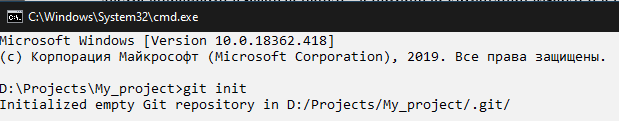 C:\Windows\System32\cmd.exe
Microsoft Windows [Version 10.0.18362.418]
(c) Корпорация Майкрософт (Microsoft Corporation), 2019. Все права защищены.
D:\Projects\My_project>git init
Initialized empty Git repository in D:/Projects/My_project/.git/